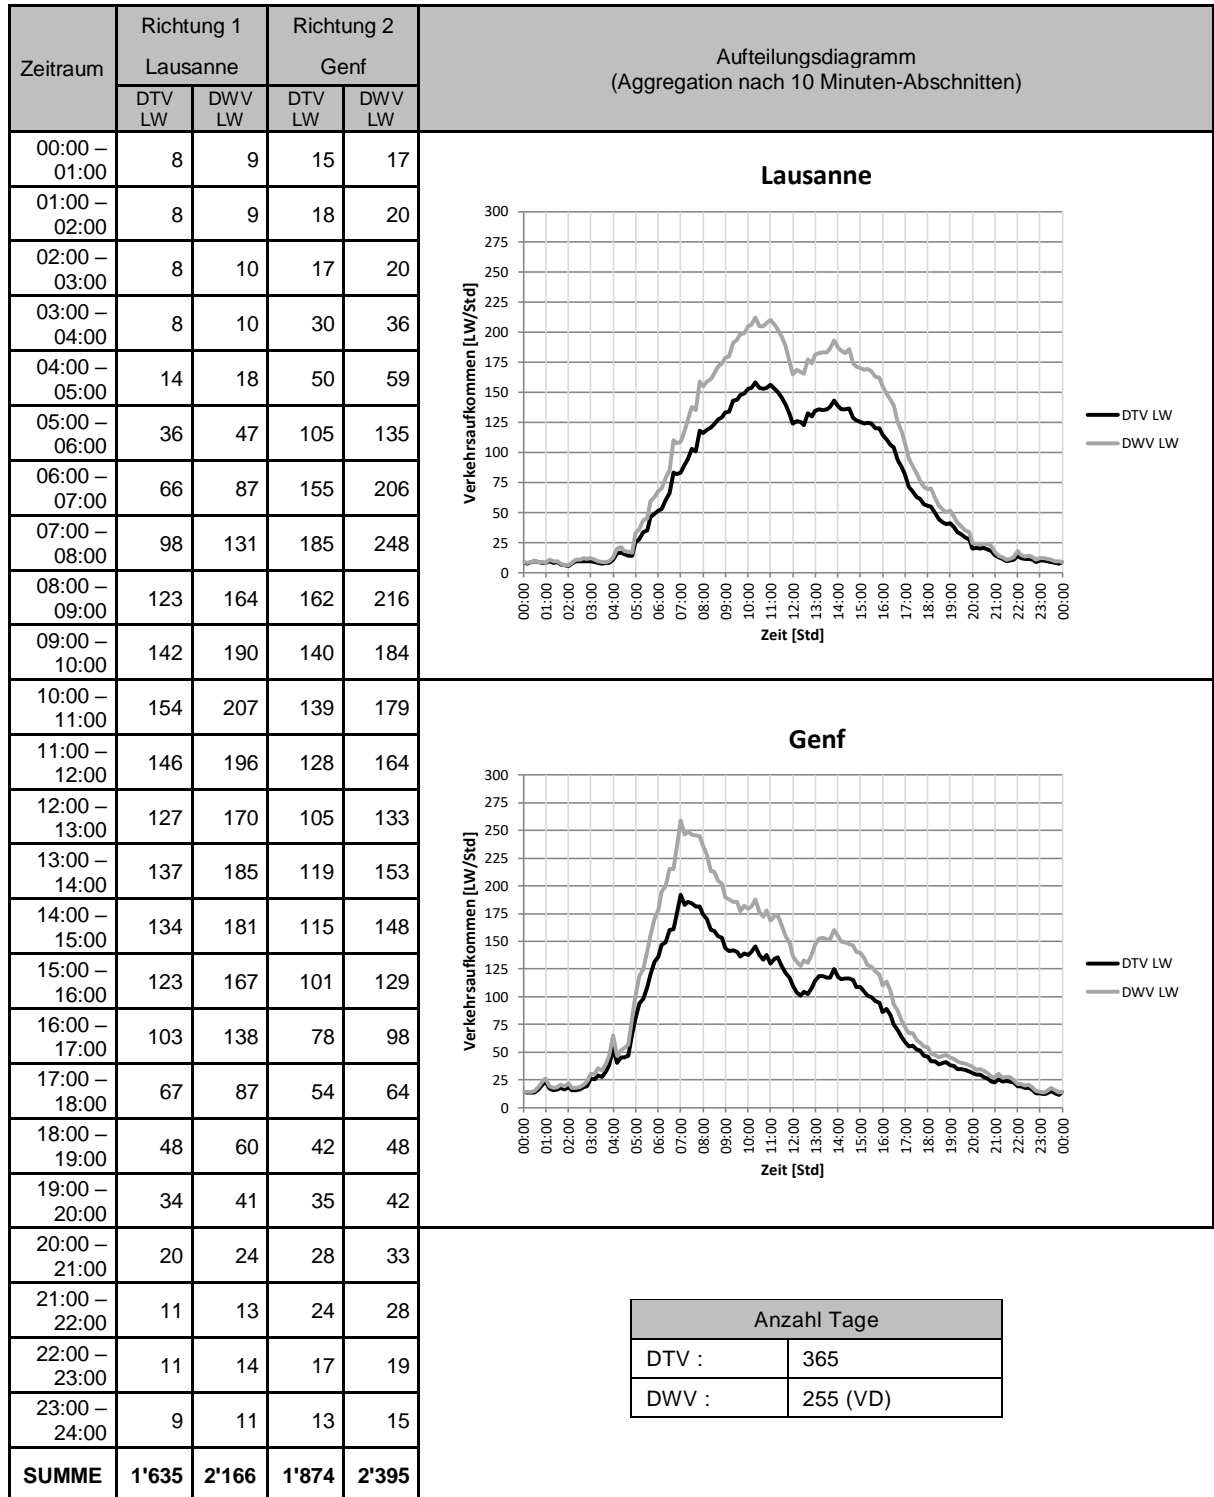 Zeitraum
Richtung 1
Richtung 2
Aufteilungsdiagramm
(Aggregation nach 10 Minuten-Abschnitten)
Lausanne
Genf
DTV LW
DWV LW
DTV LW
DWV LW
00:00 – 01:00 8 9 15 17
01:00 – 02:00 8 9 18 20
02:00 – 03:00 8 10 17 20
03:00 – 04:00 8 10 30 36
04:00 – 05:00 14 18 50 59
05:00 – 06:00 36 47 105 135
06:00 – 07:00 66 87 155 206
07:00 – 08:00 98 131 185 248
08:00 – 09:00 123 164 162 216
09:00 – 10:00 142 190 140 184
10:00 – 11:00 154 207 139 179
11:00 – 12:00 146 196 128 164
12:00 – 13:00 127 170 105 133
13:00 – 14:00 137 185 119 153
14:00 – 15:00 134 181 115 148
15:00 – 16:00 123 167 101 129
16:00 – 17:00 103 138 78 98
17:00 – 18:00 67 87 54 64
18:00 – 19:00 48 60 42 48
19:00 – 20:00 34 41 35 42
20:00 – 21:00 20 24 28 33
21:00 – 22:00 11 13 24 28
22:00 – 23:00 11 14 17 19
23:00 – 24:00 9 11 13 15
SUMME 1'635 2'166 1'874 2'395
Lausanne
Verkehrsaufkommen [LW/Std]
300
275
250
225
200
175
150
125
100
75
50
25
0
00:00 01:00 02:00 03:00 04:00 05:00 06:00 07:00 08:00 09:00 10:00 11:00 12:00 13:00 14:00 15:00 16:00 17:00 18:00 19:00 20:00 21:00 22:00 23:00 00:00
Zeit [Std]
DTV LW
DWV LW
Genf
Verkehrsaufkommen [LW/Std]
300
275
250
225
200
175
150
125
100
75
50
25
0
00:00 01:00 02:00 03:00 04:00 05:00 06:00 07:00 08:00 09:00 10:00 11:00 12:00 13:00 14:00 15:00 16:00 17:00 18:00 19:00 20:00 21:00 22:00 23:00 00:00
Zeit [Std]
DTV LW
DWV LW
Anzahl Tage
DTV : 365
DWV : 255 (VD)